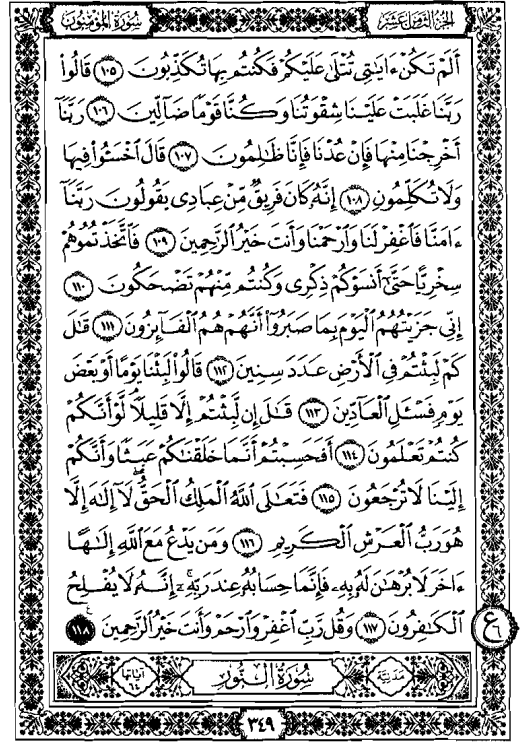 الجزء الثامن عشر
سورة المؤمنون
أَلَمْ تَكُنْ ءَايَٰتِى تُتْلَىٰ عَلَيْكُمْ فَكُنتُم بِهَا تُكَذِّبُونَ ١٠٥ قَالُوا۟
رَبَّنَا غَلَبَتْ عَلَيْنَا شِقْوَتُنَا وَكُنَّا قَوْمًا ضَآلِّينَ ١٠٦ رَبَّنَآ
أَخْرِجْنَا مِنْهَا فَإِنْ عُدْنَا فَإِنَّا ظَٰلِمُونَ ١٠٧ قَالَ ٱخْسَـُٔوا۟ فِيهَا
وَلَا تُكَلِّمُونِ ١٠٨ إِنَّهُۥ كَانَ فَرِيقٌ مِّنْ عِبَادِى يَقُولُونَ رَبَّنَآ
ءَامَنَّا فَٱغْفِرْ لَنَا وَٱرْحَمْنَا وَأَنتَ خَيْرُ ٱلرَّٰحِمِينَ ١٠٩ فَٱتَّخَذْتُمُوهُمْ
سِخْرِيًّا حَتَّىٰٓ أَنسَوْكُمْ ذِكْرِى وَكُنتُم مِّنْهُمْ تَضْحَكُونَ ١١٠
إِنِّى جَزَيْتُهُمُ ٱلْيَوْمَ بِمَا صَبَرُوٓا۟ أَنَّهُمْ هُمُ ٱلْفَآئِزُونَ ١١١ قَٰلَ
كَمْ لَبِثْتُمْ فِى ٱلْأَرْضِ عَدَدَ سِنِينَ ١١٢ قَالُوا۟ لَبِثْنَا يَوْمًا أَوْ بَعْضَ
يَوْمٍ فَسْـَٔلِ ٱلْعَآدِّينَ ١١٣ قَٰلَ إِن لَّبِثْتُمْ إِلَّا قَلِيلًا لَّوْ أَنَّكُمْ
كُنتُمْ تَعْلَمُونَ ١١٤ أَفَحَسِبْتُمْ أَنَّمَا خَلَقْنَٰكُمْ عَبَثًا وَأَنَّكُمْ
إِلَيْنَا لَا تُرْجَعُونَ ١١٥ فَتَعَٰلَى ٱللَّهُ ٱلْمَلِكُ ٱلْحَقُّ لَآ إِلَٰهَ إِلَّا
هُوَ رَبُّ ٱلْعَرْشِ ٱلْكَرِيمِ ١١٦ وَمَن يَدْعُ مَعَ ٱللَّهِ إِلَٰهًا
ءَاخَرَ لَا بُرْهَٰنَ لَهُۥ بِهِۦ فَإِنَّمَا حِسَابُهُۥ عِندَ رَبِّهِۦٓ إِنَّهُۥ لَا يُفْلِحُ
ٱلْكَٰفِرُونَ ١١٧ وَقُل رَّبِّ ٱغْفِرْ وَٱرْحَمْ وَأَنتَ خَيْرُ ٱلرَّٰحِمِينَ ١١٨
ع ٦
مدنية سُورَةُ النُّورِ آياتها ٦٤
٣٤٩